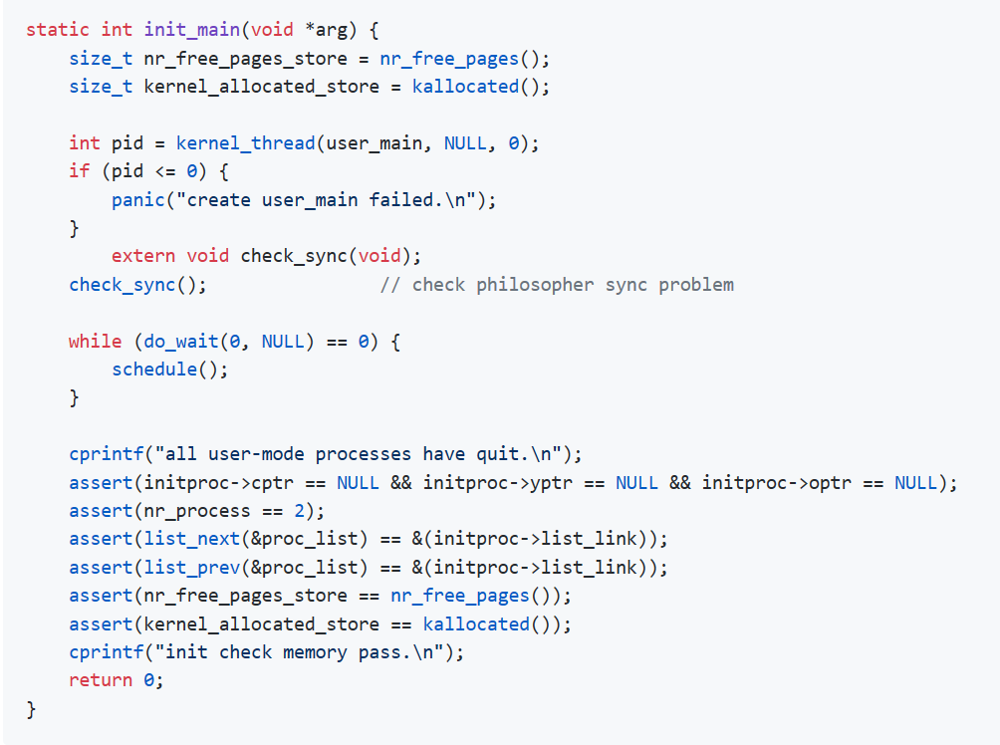 static int init_main(void *arg) {
    size_t nr_free_pages_store = nr_free_pages();
    size_t kernel_allocated_store = kallocated();

    int pid = kernel_thread(user_main, NULL, 0);
    if (pid <= 0) {
        panic("create user_main failed.\n");
    }
        extern void check_sync(void);
    check_sync();                // check philosopher sync problem

    while (do_wait(0, NULL) == 0) {
        schedule();
    }

    cprintf("all user-mode processes have quit.\n");
    assert(initproc->cptr == NULL && initproc->yptr == NULL && initproc->optr == NULL);
    assert(nr_process == 2);
    assert(list_next(&proc_list) == &(initproc->list_link));
    assert(list_prev(&proc_list) == &(initproc->list_link));
    assert(nr_free_pages_store == nr_free_pages());
    assert(kernel_allocated_store == kallocated());
    cprintf("init check memory pass.\n");
    return 0;
}